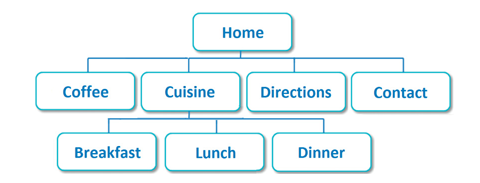 Home
Coffee
Cuisine
Directions
Contact
Breakfast
Lunch
Dinner